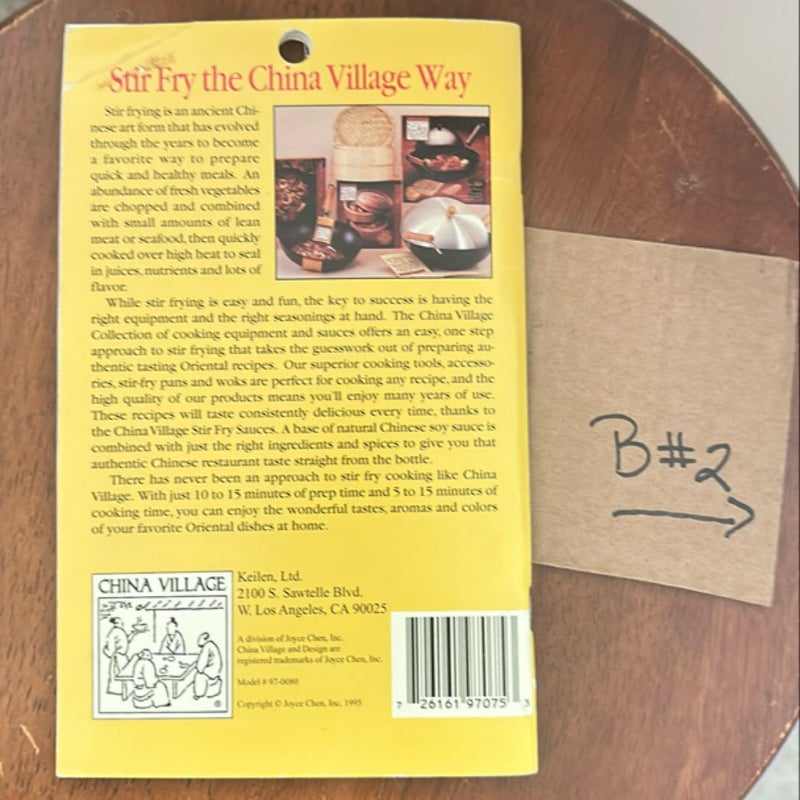 Stir Fry the China Village Way
Stir frying is an ancient Chi-
nese art form that has evolved
through the years to become
a favorite way to prepare
quick and healthy meals. An
abundance of fresh vegetables
are chopped and combined
with small amounts of lean
meat or seafood, then quickly
cooked over high heat to seal
in juices, nutrients and lots of
flavor.
While stir frying is easy and fun, the key to success is having the
right equipment and the right seasonings at hand. The China Village
Collection of cooking equipment and sauces offers an easy, one step
approach to stir frying that takes the guesswork out of preparing au-
thentic tasting Oriental recipes. Our superior cooking tools, accesso-
ries, stir-fry pans and woks are perfect for cooking any recipe, and the
high quality of our products means you'll enjoy many years of use.
These recipes will taste consistently delicious every time, thanks to
the China Village Stir Fry Sauces. A base of natural Chinese soy sauce is
combined with just the right ingredients and spices to give you that
authentic Chinese restaurant taste straight from the bottle.
There has never been an approach to stir fry cooking like China
Village. With just 10 to 15 minutes of prep time and 5 to 15 minutes of
cooking time, you can enjoy the wonderful tastes, aromas and colors
of your favorite Oriental dishes at home.
CHINA VILLAGE
®
Keilen, Ltd.
2100 S. Sawtelle Blvd.
W. Los Angeles, CA 90025
A division of Joyce Chen, Inc.
China Village and Design are
registered trademarks of Joyce Chen, Inc.
Model # 97-0080
Copyright © Joyce Chen, Inc. 1995
7 26161 97075 3
B#2